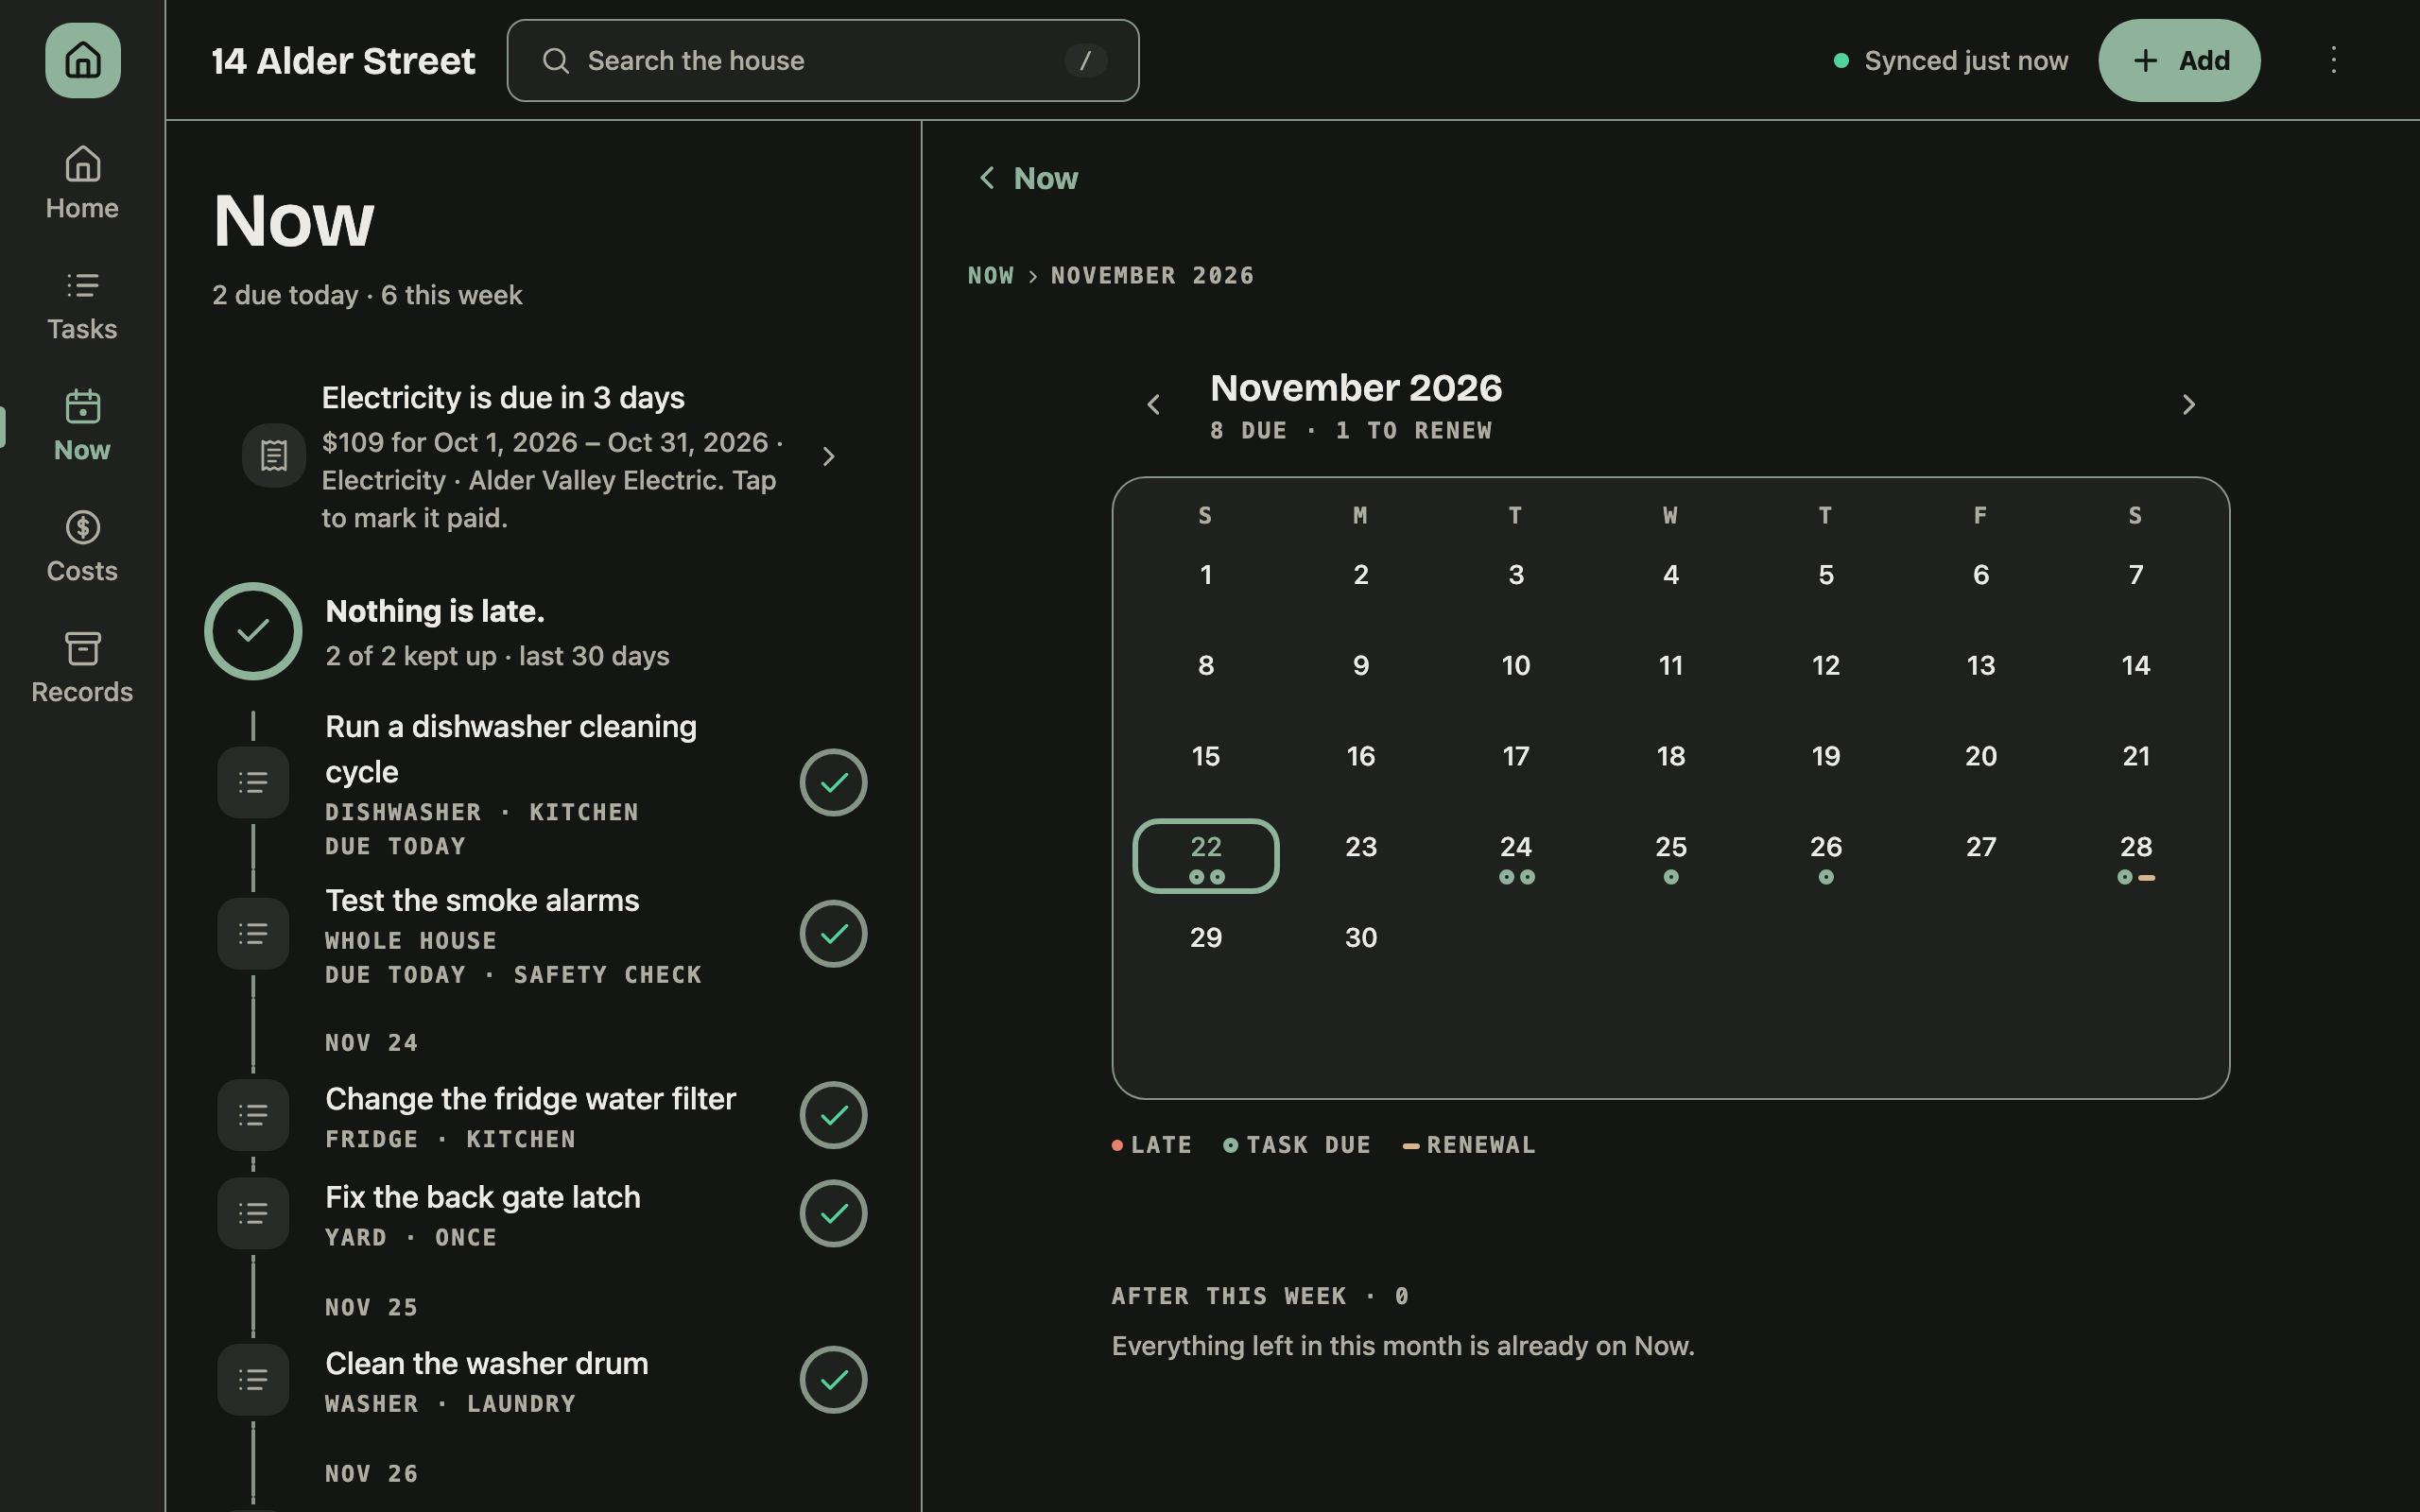 14 Alder Street
Search the house
/
Synced just now
Add
Home
Tasks
Now
Costs
Records
Now
2 due today · 6 this week
Electricity is due in 3 days
$109 for Oct 1, 2026 – Oct 31, 2026 ·
Electricity · Alder Valley Electric. Tap
to mark it paid.
Nothing is late.
2 of 2 kept up · last 30 days
Run a dishwasher cleaning
cycle
DISHWASHER · KITCHEN
DUE TODAY
Test the smoke alarms
WHOLE HOUSE
DUE TODAY · SAFETY CHECK
NOV 24
Change the fridge water filter
FRIDGE · KITCHEN
Fix the back gate latch
YARD · ONCE
NOV 25
Clean the washer drum
WASHER · LAUNDRY
NOV 26
Now
NOW › NOVEMBER 2026
November 2026
8 DUE · 1 TO RENEW
S M T W T F S
1 2 3 4 5 6 7
8 9 10 11 12 13 14
15 16 17 18 19 20 21
22 23 24 25 26 27 28
29 30
LATE TASK DUE RENEWAL
AFTER THIS WEEK · 0
Everything left in this month is already on Now.